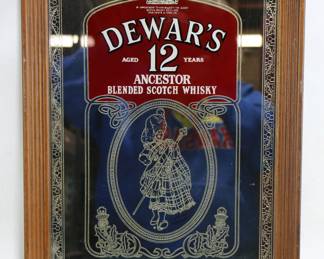 DEWAR'S
AGED 12 YEARS
ANCESTOR
BLENDED SCOTCH WHISKY